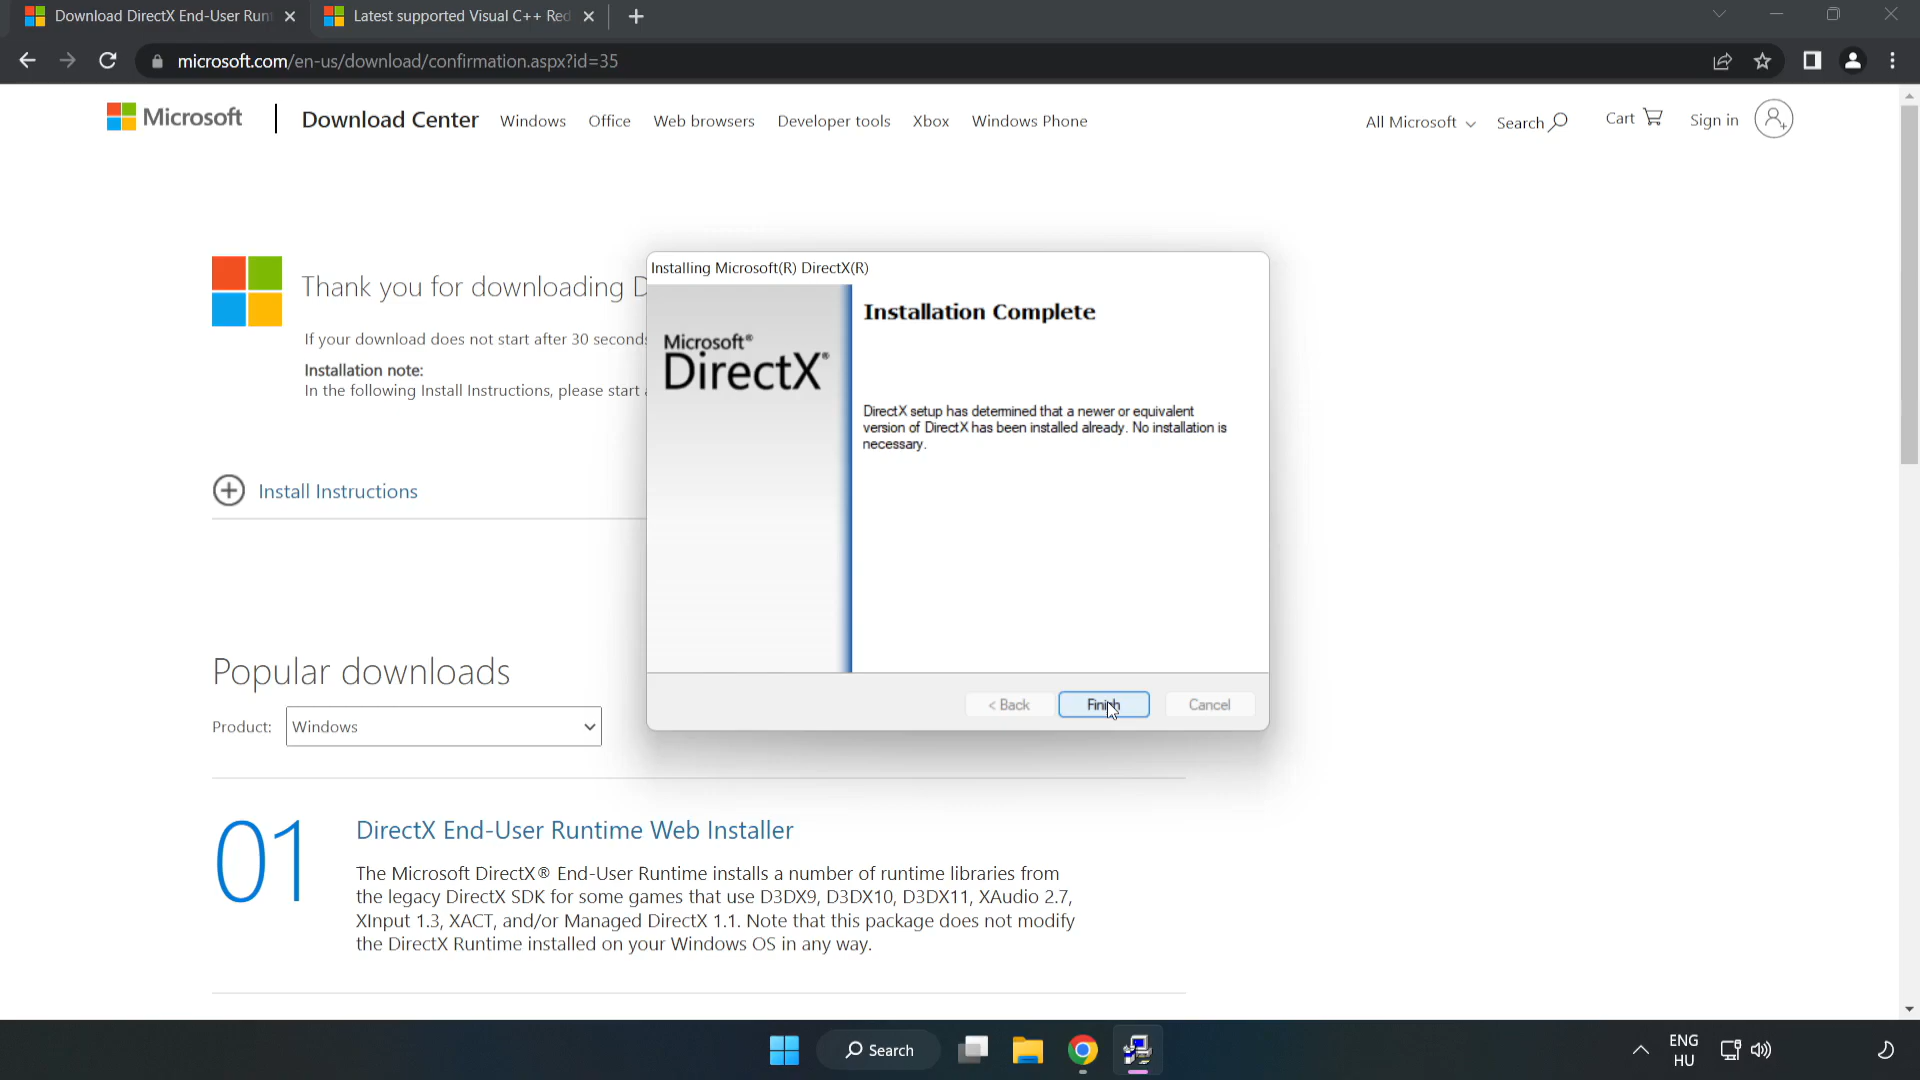 Download DirectX End-User Runt
Latest supported Visual C++ Red
microsoft.com/en-us/download/confirmation.aspx?id=35
Microsoft
Download Center
Windows
Office
Web browsers
Developer tools
Xbox
Windows Phone
All Microsoft
Search
Cart
Sign in
Thank you for downloading D
If your download does not start after 30 seconds
Installation note:
In the following Install Instructions, please start a
Install Instructions
Installing Microsoft(R) DirectX(R)
Microsoft®
DirectX®
Installation Complete
DirectX setup has determined that a newer or equivalent
version of DirectX has been installed already. No installation is
necessary.
< Back
Finish
Cancel
Popular downloads
Product:
Windows
01
DirectX End-User Runtime Web Installer
The Microsoft DirectX® End-User Runtime installs a number of runtime libraries from
the legacy DirectX SDK for some games that use D3DX9, D3DX10, D3DX11, XAudio 2.7,
XInput 1.3, XACT, and/or Managed DirectX 1.1. Note that this package does not modify
the DirectX Runtime installed on your Windows OS in any way.
Search
ENG
HU